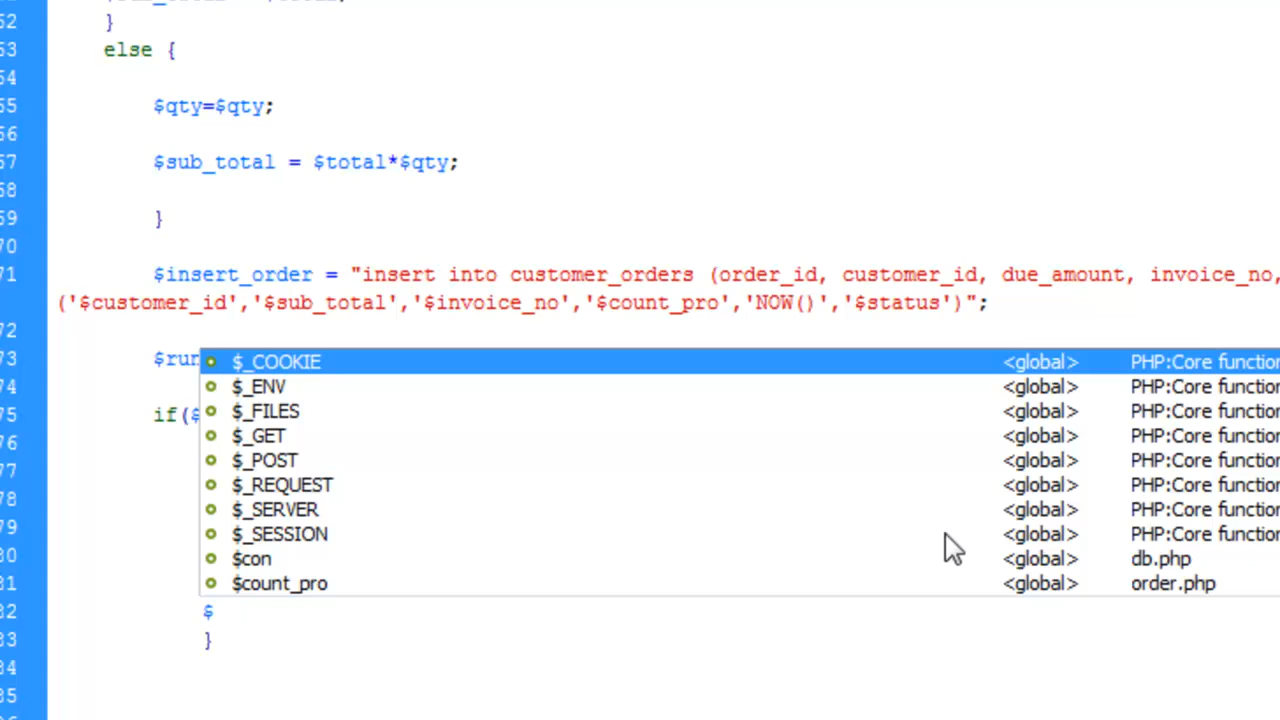 52 }
53 else {
54
55 $qty=$qty;
56
57 $sub_total = $total*$qty;
58
59 }
70
71 $insert_order = "insert into customer_orders (order_id, customer_id, due_amount, invoice_no,
('$customer_id','$sub_total','$invoice_no','$count_pro','NOW()','$status')";
72
73 $run
$_COOKIE <global> PHP:Core function
74 $_ENV <global> PHP:Core function
75 if($
$_FILES <global> PHP:Core function
76 $_GET <global> PHP:Core function
77 $_POST <global> PHP:Core function
78 $_REQUEST <global> PHP:Core function
79 $_SERVER <global> PHP:Core function
$_SESSION <global> PHP:Core function
80 $con <global> db.php
81 $count_pro <global> order.php
82 $
83 }
84
85